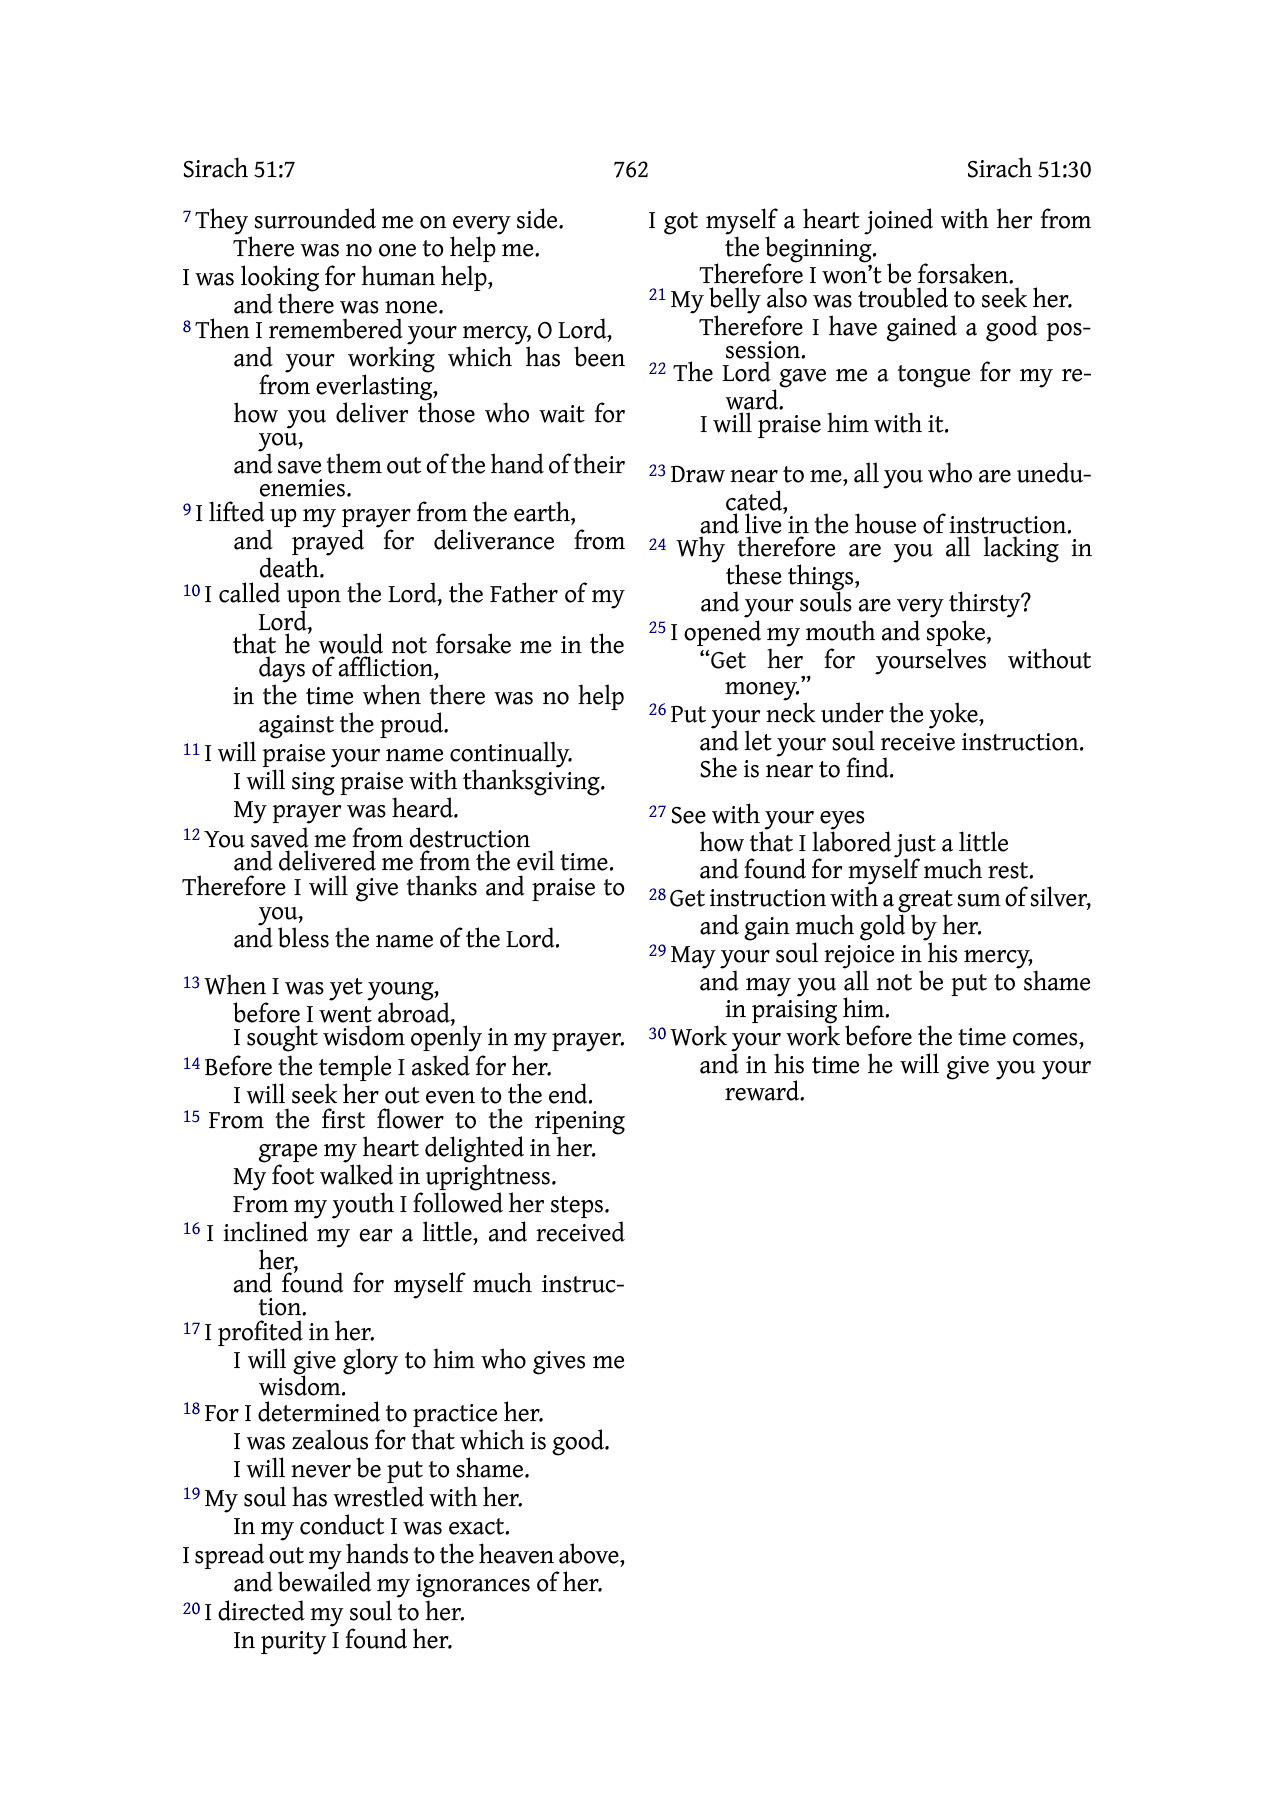 Sirach 51:7 762 Sirach 51:30
7 They surrounded me on every side.
There was no one to help me.
I was looking for human help,
and there was none.
8 Then I remembered your mercy, O Lord,
and your working which has been
from everlasting,
how you deliver those who wait for
you,
and save them out of the hand of their
enemies.
9 I lifted up my prayer from the earth,
and prayed for deliverance from
death.
10 I called upon the Lord, the Father of my
Lord,
that he would not forsake me in the
days of affliction,
in the time when there was no help
against the proud.
11 I will praise your name continually.
I will sing praise with thanksgiving.
My prayer was heard.
12 You saved me from destruction
and delivered me from the evil time.
Therefore I will give thanks and praise to
you,
and bless the name of the Lord.
13 When I was yet young,
before I went abroad,
I sought wisdom openly in my prayer.
14 Before the temple I asked for her.
I will seek her out even to the end.
15 From the first flower to the ripening
grape my heart delighted in her.
My foot walked in uprightness.
From my youth I followed her steps.
16 I inclined my ear a little, and received
her,
and found for myself much instruc-
tion.
17 I profited in her.
I will give glory to him who gives me
wisdom.
18 For I determined to practice her.
I was zealous for that which is good.
I will never be put to shame.
19 My soul has wrestled with her.
In my conduct I was exact.
I spread out my hands to the heaven above,
and bewailed my ignorances of her.
20 I directed my soul to her.
In purity I found her.
I got myself a heart joined with her from
the beginning.
Therefore I won’t be forsaken.
21 My belly also was troubled to seek her.
Therefore I have gained a good pos-
session.
22 The Lord gave me a tongue for my re-
ward.
I will praise him with it.
23 Draw near to me, all you who are unedu-
cated,
and live in the house of instruction.
24 Why therefore are you all lacking in
these things,
and your souls are very thirsty?
25 I opened my mouth and spoke,
“Get her for yourselves without
money.”
26 Put your neck under the yoke,
and let your soul receive instruction.
She is near to find.
27 See with your eyes
how that I labored just a little
and found for myself much rest.
28 Get instruction with a great sum of silver,
and gain much gold by her.
29 May your soul rejoice in his mercy,
and may you all not be put to shame
in praising him.
30 Work your work before the time comes,
and in his time he will give you your
reward.